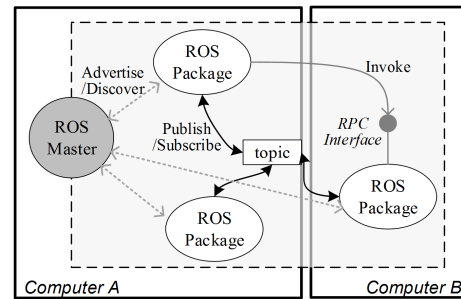 ROS
Package
Advertise
/Discover
Invoke
ROS
Master
Publish
/Subscribe
RPC
Interface
topic
ROS
Package
ROS
Package
Computer A
Computer B